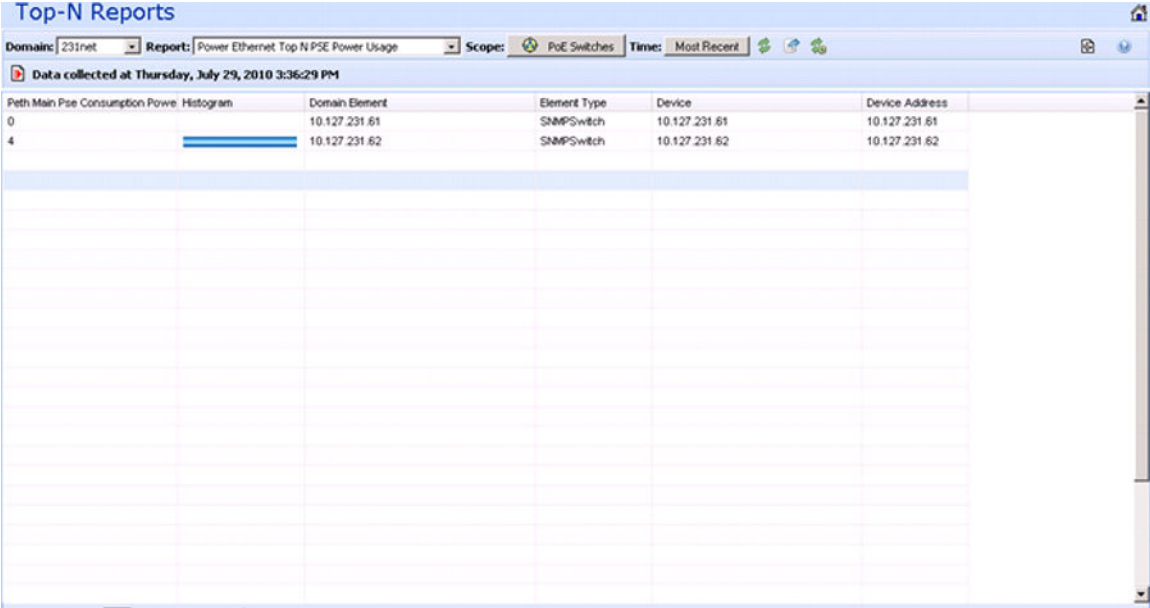 Top-N Reports
Domain: 231net Report: Power Ethernet Top N PSE Power Usage Scope: PoE Switches Time: Most Recent
Data collected at Thursday, July 29, 2010 3:36:29 PM
Peth Main Pse Consumption Powe Histogram Domain Element Element Type Device Device Address
0 10.127.231.61 SNMPSwitch 10.127.231.61 10.127.231.61
4 10.127.231.62 SNMPSwitch 10.127.231.62 10.127.231.62